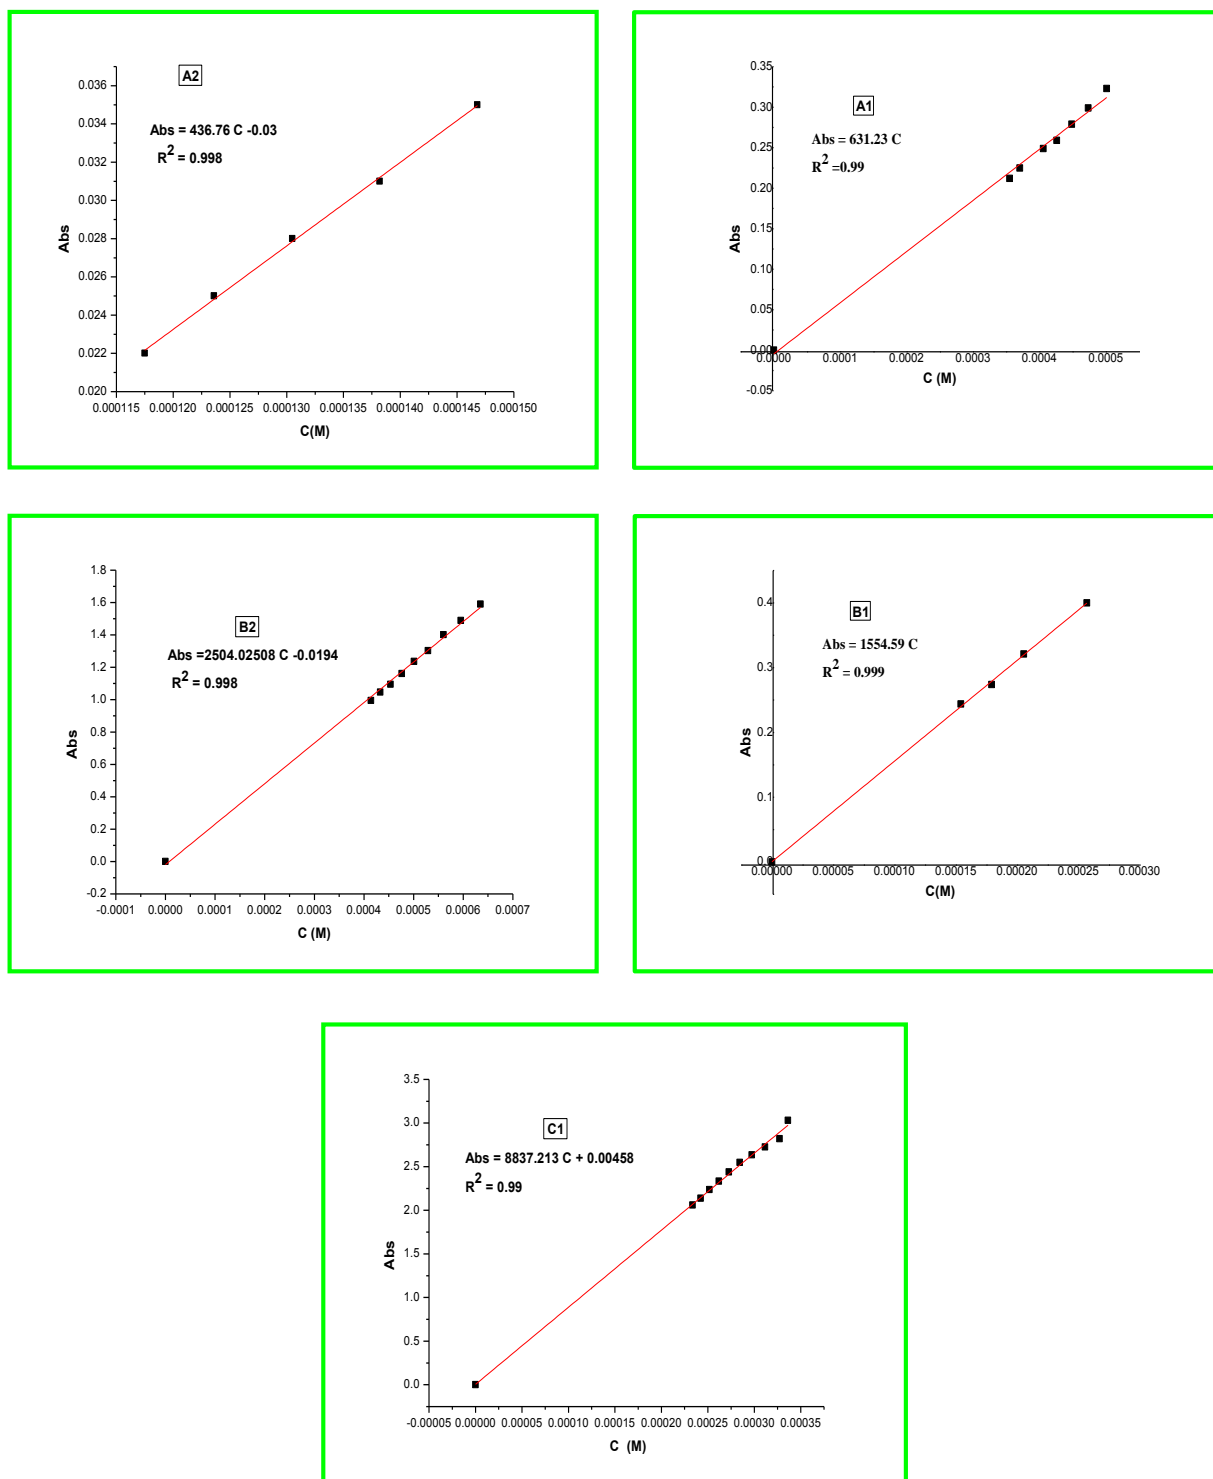 A2
Abs = 436.76 C -0.03
R2 = 0.998
0.036
0.034
0.032
0.030
0.028
0.026
0.024
0.022
0.020
Abs
0.000115 0.000120 0.000125 0.000130 0.000135 0.000140 0.000145 0.000150
C(M)
A1
Abs = 631.23 C
R2 =0.99
0.35
0.30
0.25
0.20
0.15
0.10
0.05
0.00
-0.05
Abs
0.0000 0.0001 0.0002 0.0003 0.0004 0.0005
C (M)
B2
Abs =2504.02508 C -0.0194
R2 = 0.998
1.8
1.6
1.4
1.2
1.0
0.8
0.6
0.4
0.2
0.0
-0.2
Abs
-0.0001 0.0000 0.0001 0.0002 0.0003 0.0004 0.0005 0.0006 0.0007
C (M)
B1
Abs = 1554.59 C
R2 = 0.999
0.4
0.3
0.2
0.1
0.0
Abs
0.00000 0.00005 0.00010 0.00015 0.00020 0.00025 0.00030
C(M)
C1
Abs = 8837.213 C + 0.00458
R2 = 0.99
3.5
3.0
2.5
2.0
1.5
1.0
0.5
0.0
Abs
-0.00005 0.00000 0.00005 0.00010 0.00015 0.00020 0.00025 0.00030 0.00035
C (M)